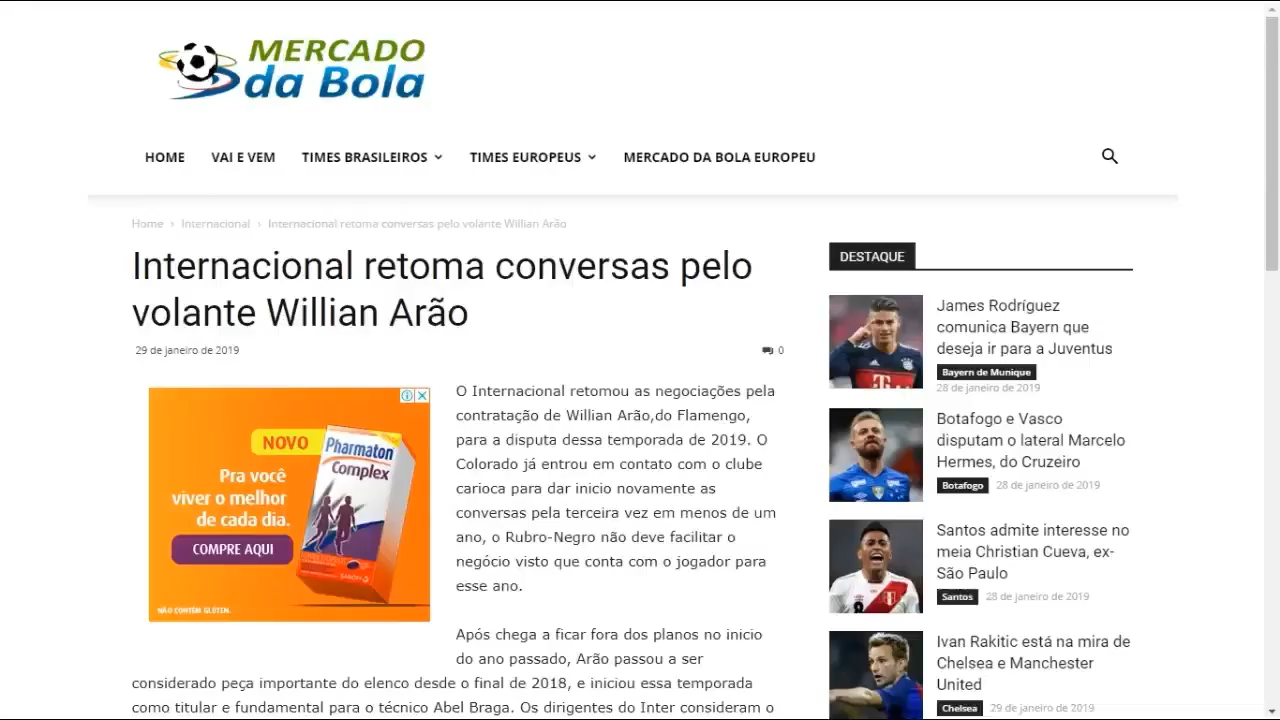 MERCADO
da Bola
HOME VAI E VEM TIMES BRASILEIROS TIMES EUROPEUS MERCADO DA BOLA EUROPEU
Home › Internacional › Internacional retoma conversas pelo volante Willian Arão
Internacional retoma conversas pelo
volante Willian Arão
29 de janeiro de 2019
0
NOVO
Pharmaton
Complex
Pra você
viver o melhor
de cada dia.
COMPRE AQUI
NÃO CONTÉM GLÚTEN.
O Internacional retomou as negociações pela
contratação de Willian Arão,do Flamengo,
para a disputa dessa temporada de 2019. O
Colorado já entrou em contato com o clube
carioca para dar inicio novamente as
conversas pela terceira vez em menos de um
ano, o Rubro-Negro não deve facilitar o
negócio visto que conta com o jogador para
esse ano.
Após chega a ficar fora dos planos no inicio
do ano passado, Arão passou a ser
considerado peça importante do elenco desde o final de 2018, e iniciou essa temporada
como titular e fundamental para o técnico Abel Braga. Os dirigentes do Inter consideram o
DESTAQUE
James Rodríguez
comunica Bayern que
deseja ir para a Juventus
Bayern de Munique
28 de janeiro de 2019
Botafogo e Vasco
disputam o lateral Marcelo
Hermes, do Cruzeiro
Botafogo 28 de janeiro de 2019
Santos admite interesse no
meia Christian Cueva, ex-
São Paulo
Santos 28 de janeiro de 2019
Ivan Rakitic está na mira de
Chelsea e Manchester
United
Chelsea 29 de janeiro de 2019